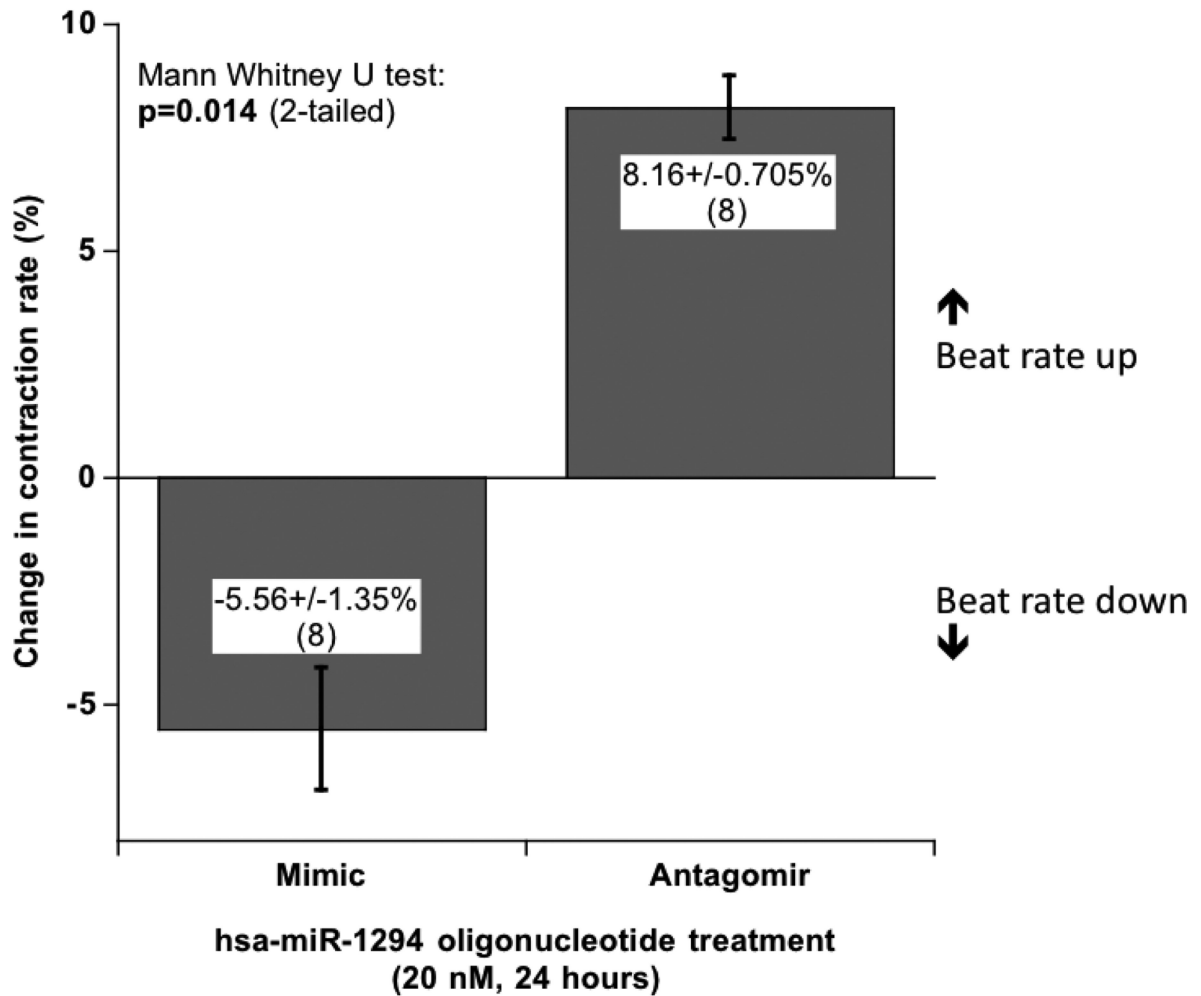 10
Mann Whitney U test:
p=0.014 (2-tailed)
8.16+/-0.705%
(8)
5
Change in contraction rate (%)
Beat rate up
0
-5.56+/-1.35%
(8)
Beat rate down
-5
Mimic
Antagomir
hsa-miR-1294 oligonucleotide treatment
(20 nM, 24 hours)